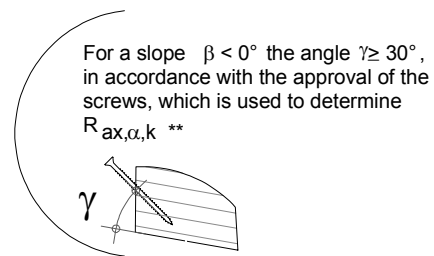 For a slope β < 0° the angle γ≥ 30°,
in accordance with the approval of the
screws, which is used to determine
R ax,α,k **
γ